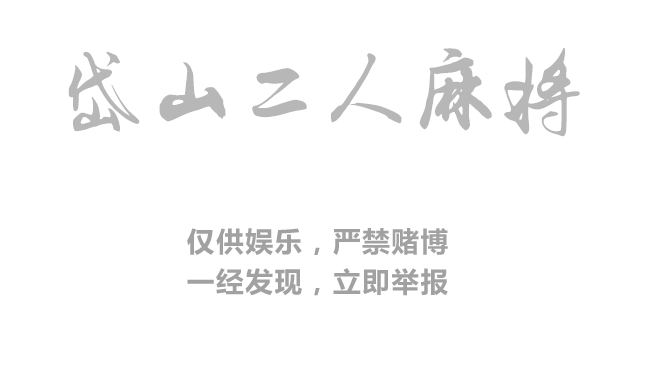 岱山二人麻将
仅供娱乐，严禁赌博
一经发现，立即举报